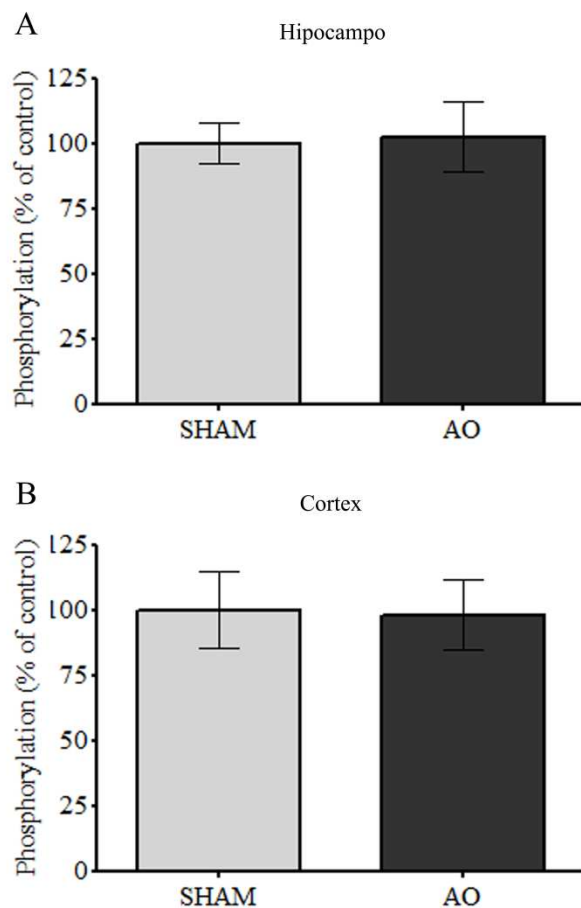 A
Hipocampo
Phosphorylation (% of control)
125
100
75
50
25
0
SHAM
AO
B
Cortex
Phosphorylation (% of control)
125
100
75
50
25
0
SHAM
AO